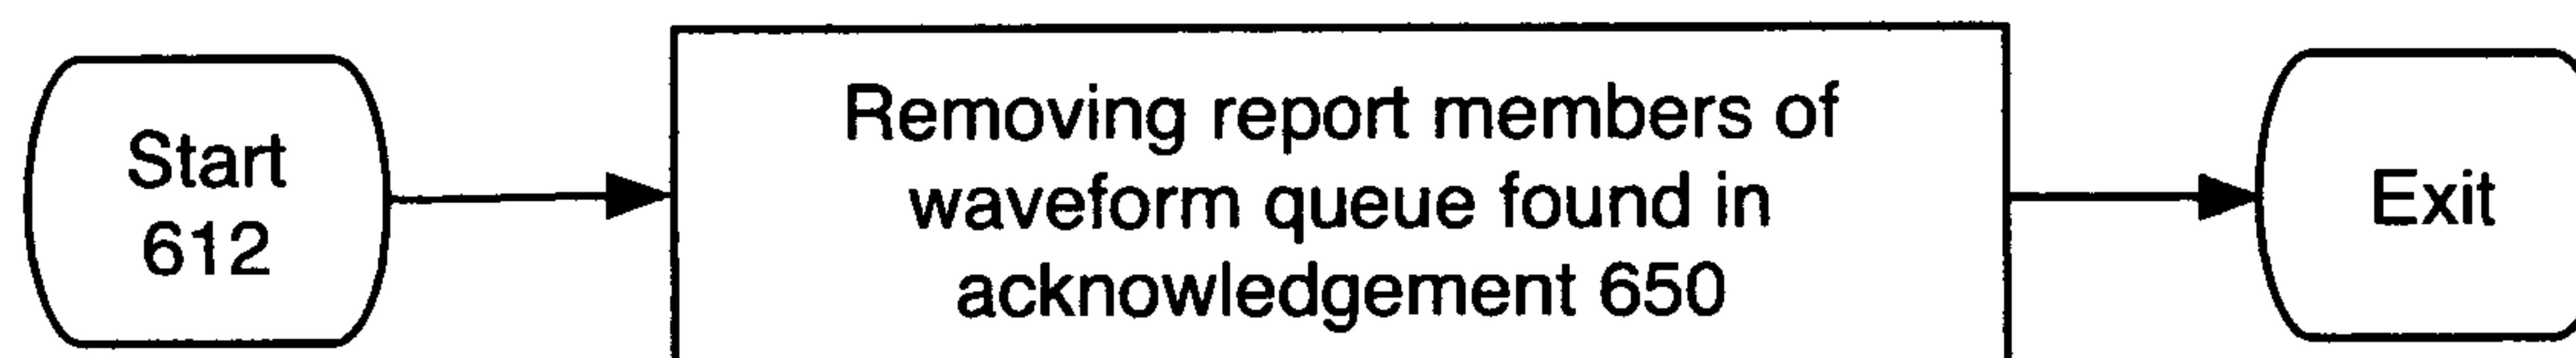 Start
612
Removing report members of
waveform queue found in
acknowledgement 650
Exit